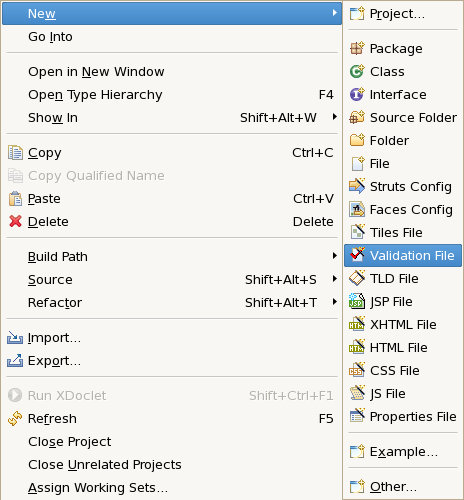 New
Go Into
Open in New Window
Open Type Hierarchy F4
Show In Shift+Alt+W
Copy Ctrl+C
Copy Qualified Name
Paste Ctrl+V
Delete Delete
Build Path
Source Shift+Alt+S
Refactor Shift+Alt+T
Import...
Export...
Run XDoclet Shift+Ctrl+F1
Refresh F5
Close Project
Close Unrelated Projects
Assign Working Sets...
Project...
Package
Class
Interface
Source Folder
Folder
File
Struts Config
Faces Config
Tiles File
Validation File
TLD File
JSP File
XHTML File
HTML File
CSS File
JS File
Properties File
Example...
Other...